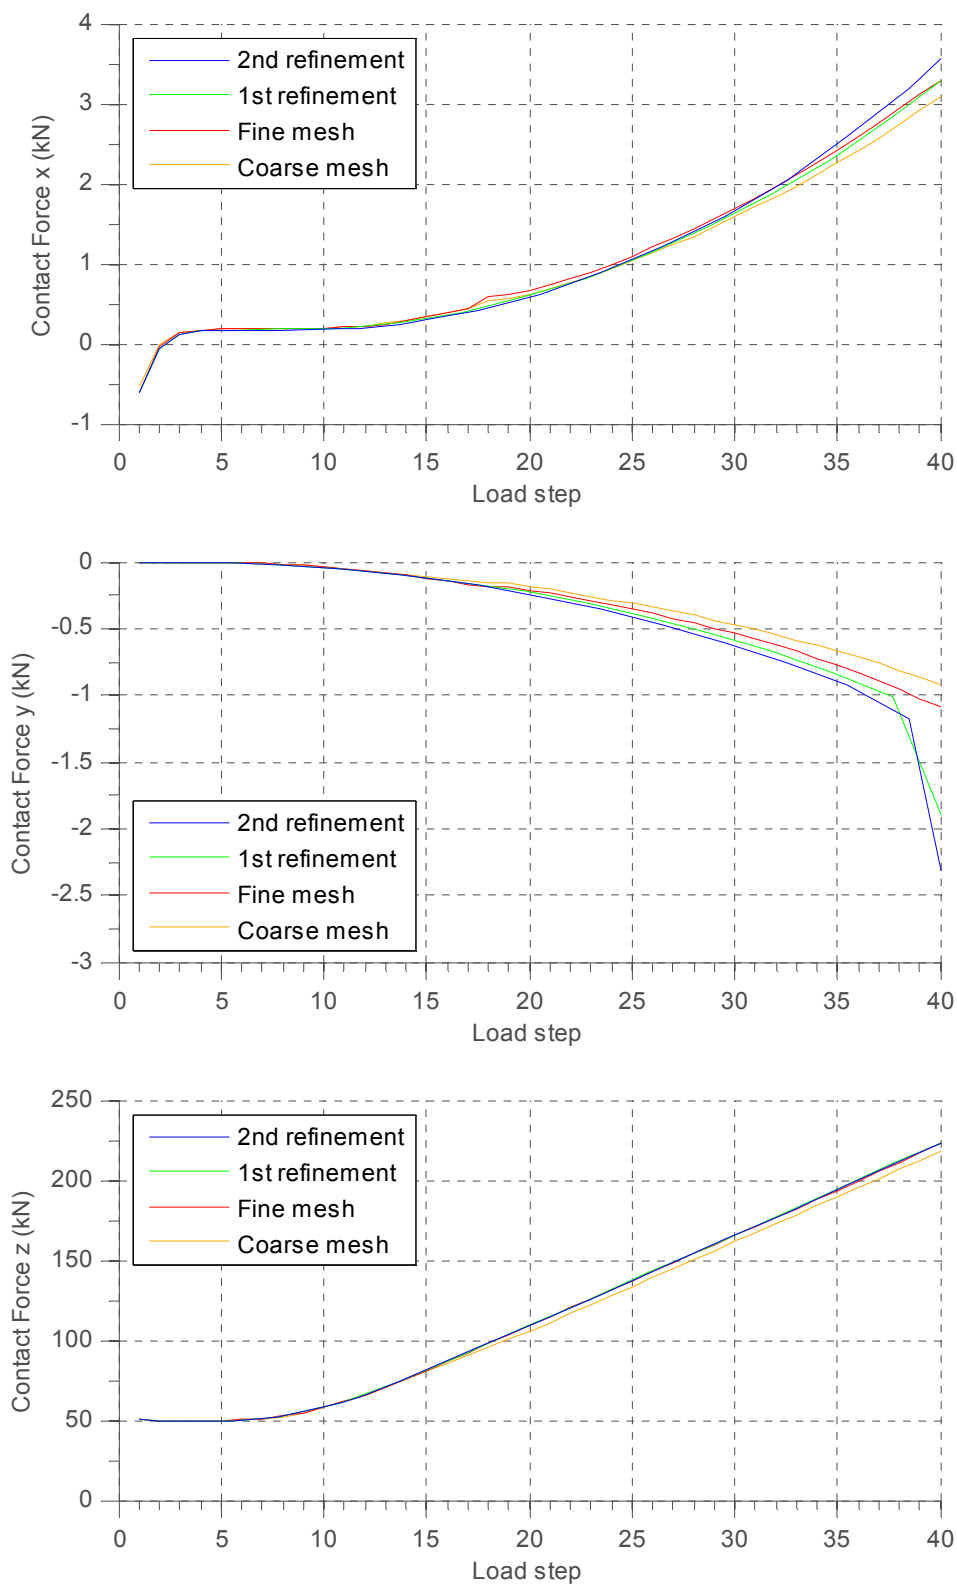 4
3
2
1
0
-1
Contact Force x (kN)
2nd refinement
1st refinement
Fine mesh
Coarse mesh
0 5 10 15 20 25 30 35 40
Load step
0
-0.5
-1
-1.5
-2
-2.5
-3
Contact Force y (kN)
2nd refinement
1st refinement
Fine mesh
Coarse mesh
0 5 10 15 20 25 30 35 40
Load step
250
200
150
100
50
0
Contact Force z (kN)
2nd refinement
1st refinement
Fine mesh
Coarse mesh
0 5 10 15 20 25 30 35 40
Load step